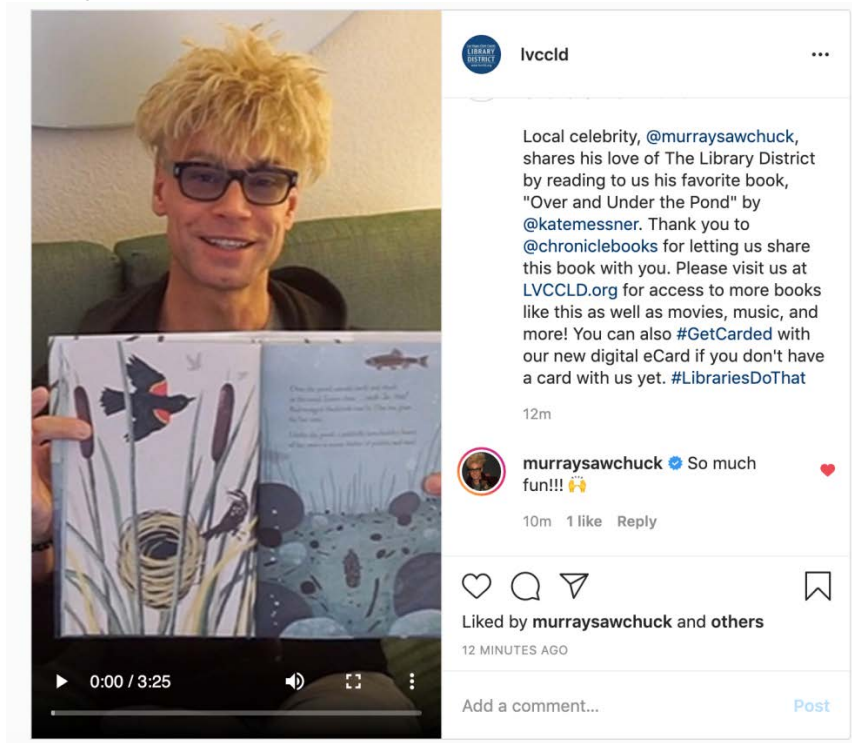 LIBRARY
DISTRICT
lvccld
Local celebrity, @murraysawchuck,
shares his love of The Library District
by reading to us his favorite book,
"Over and Under the Pond" by
@katemessner. Thank you to
@chroniclebooks for letting us share
this book with you. Please visit us at
LVCCLD.org for access to more books
like this as well as movies, music, and
more! You can also #GetCarded with
our new digital eCard if you don't have
a card with us yet. #LibrariesDoThat
12m
murraysawchuck So much
fun!!! 🙌
10m 1 like Reply
Liked by murraysawchuck and others
12 MINUTES AGO
Add a comment... Post
0:00 / 3:25